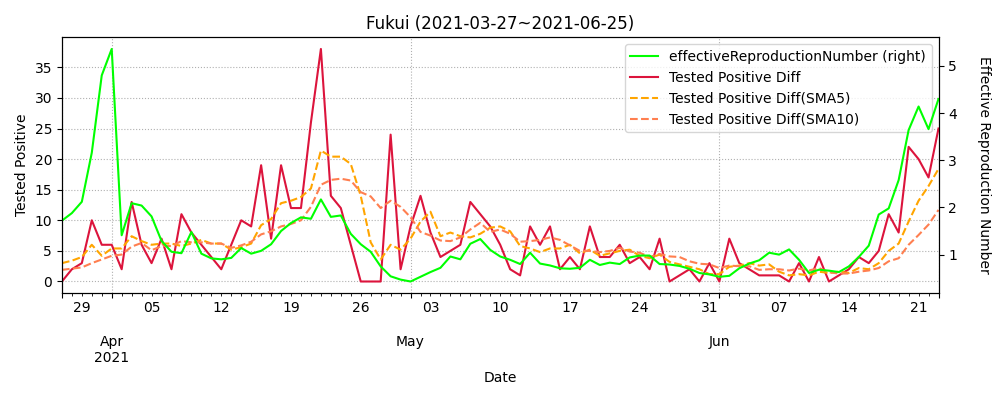 Fukui (2021-03-27~2021-06-25)
effectiveReproductionNumber (right)
Tested Positive Diff
Tested Positive Diff(SMA5)
Tested Positive Diff(SMA10)
Tested Positive
35
30
25
20
15
10
5
0
5
4
3
2
1
Effective Reproduction Number
29 05 12 19 26 03 10 17 24 31 07 14 21
Apr May Jun
2021
Date